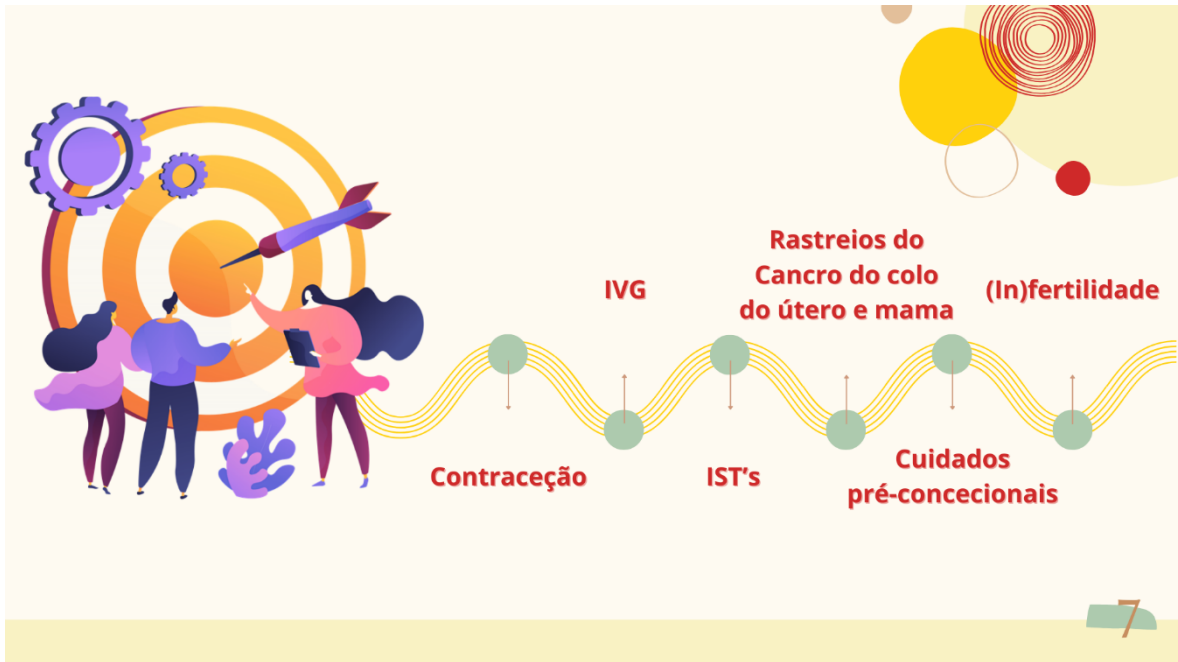 Contraceção
IVG
IST's
Rastreios do
Cancro do colo
do útero e mama
Cuidados
pré-concecionais
(In)fertilidade
7